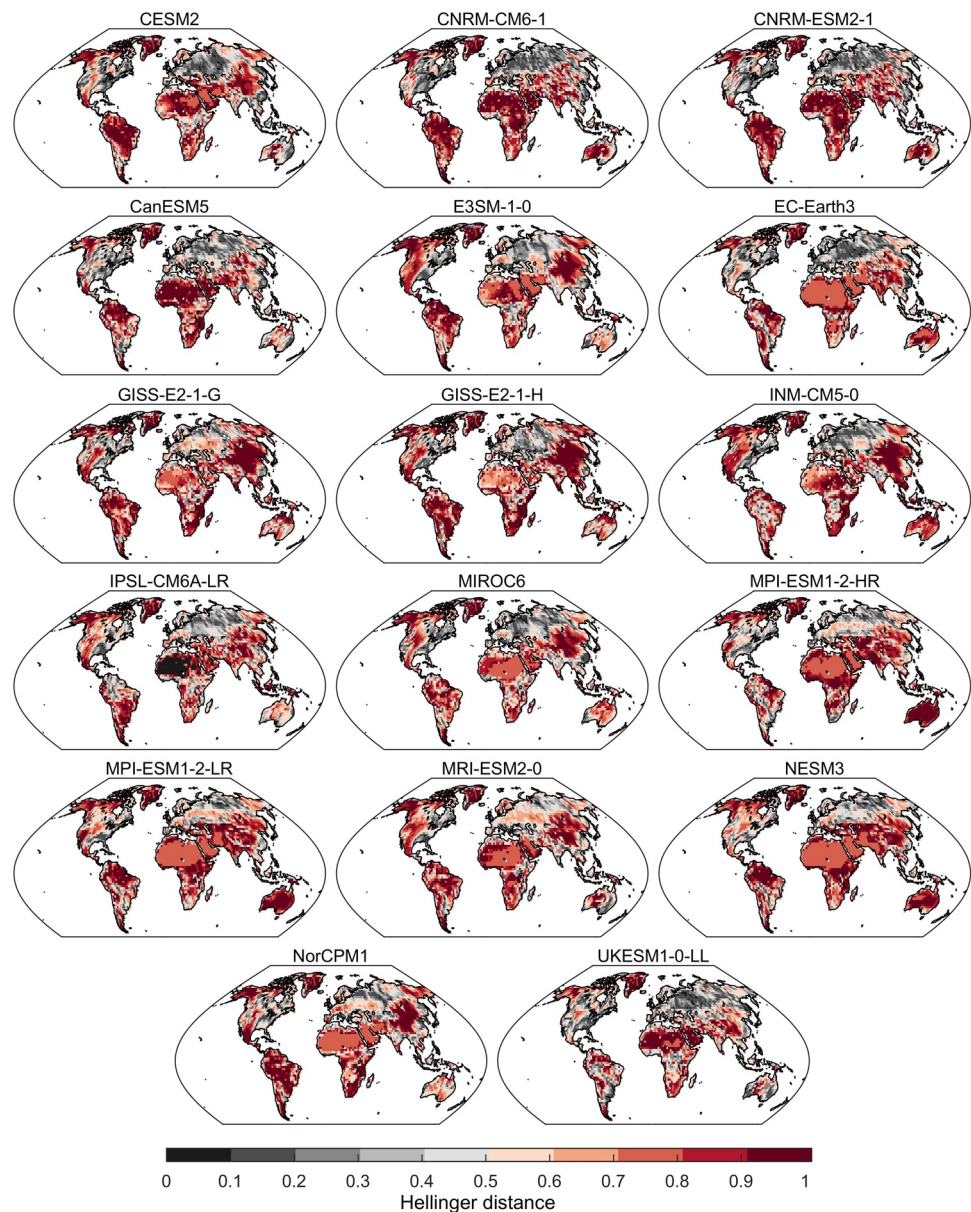 CESM2 CNRM-CM6-1 CNRM-ESM2-1
CanESM5 E3SM-1-0 EC-Earth3
GISS-E2-1-G GISS-E2-1-H INM-CM5-0
IPSL-CM6A-LR MIROC6 MPI-ESM1-2-HR
MPI-ESM1-2-LR MRI-ESM2-0 NESM3
NorCPM1 UKESM1-0-LL
0 0.1 0.2 0.3 0.4 0.5 0.6 0.7 0.8 0.9 1
Hellinger distance